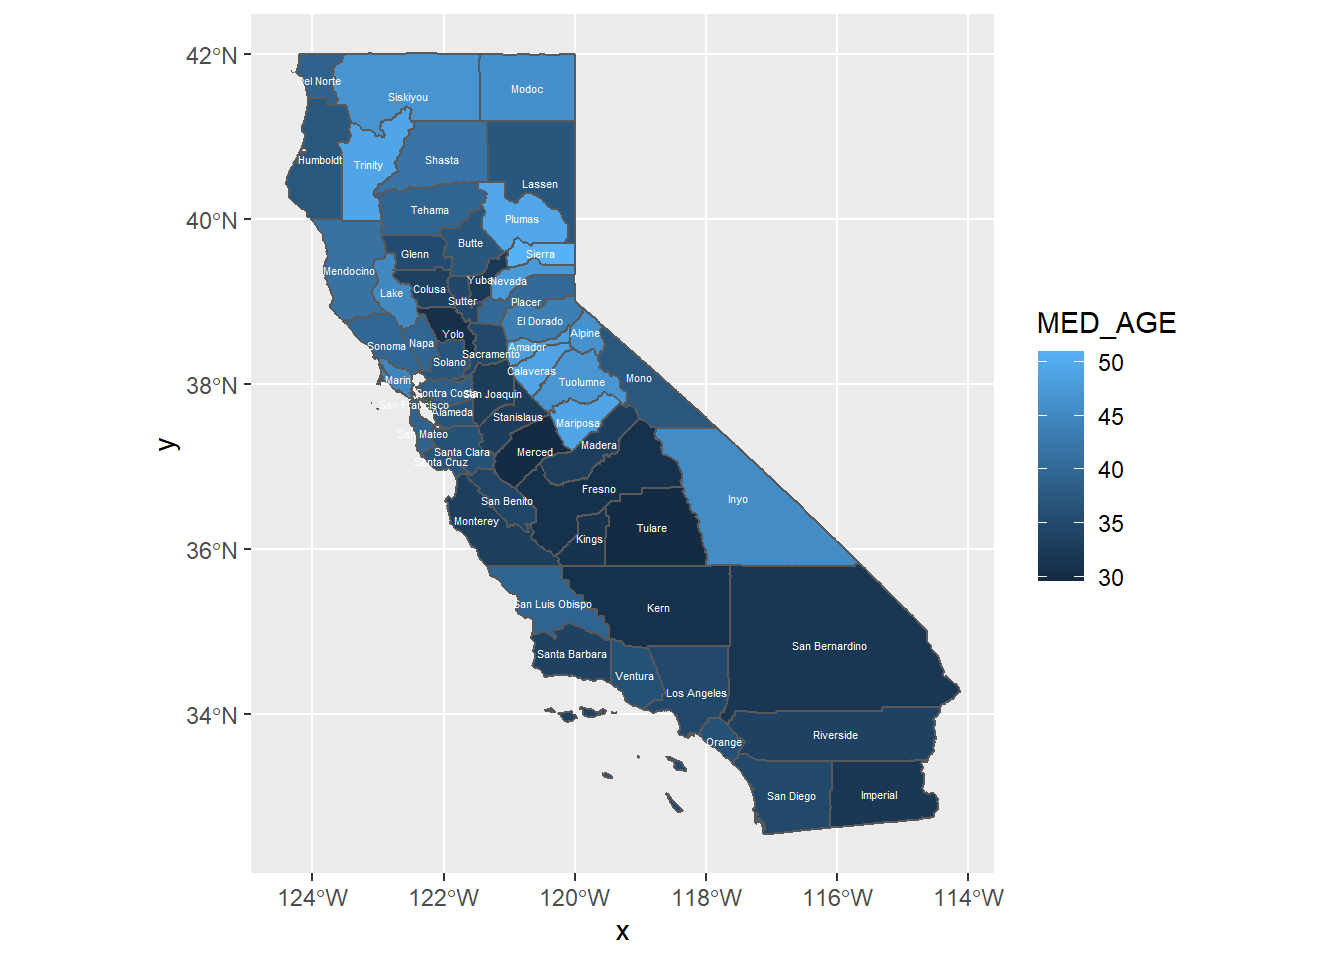 42°N
40°N
38°N
36°N
34°N
124°W
122°W
120°W
118°W
116°W
114°W
x
y
MED_AGE
50
45
40
35
30
Del Norte
Siskiyou
Modoc
Humboldt
Trinity
Shasta
Lassen
Tehama
Plumas
Butte
Glenn
Sierra
Mendocino
Lake
Colusa
Yuba
Nevada
Sutter
Placer
El Dorado
Yolo
Alpine
Sonoma
Napa
Sacramento
Amador
Solano
Calaveras
Marin
Mono
Tuolumne
Contra Costa
San Joaquin
San Francisco
Alameda
Stanislaus
Mariposa
San Mateo
Madera
Santa Clara
Merced
Santa Cruz
Fresno
San Benito
Inyo
Monterey
Tulare
Kings
San Luis Obispo
Kern
San Bernardino
Santa Barbara
Ventura
Los Angeles
Orange
Riverside
San Diego
Imperial